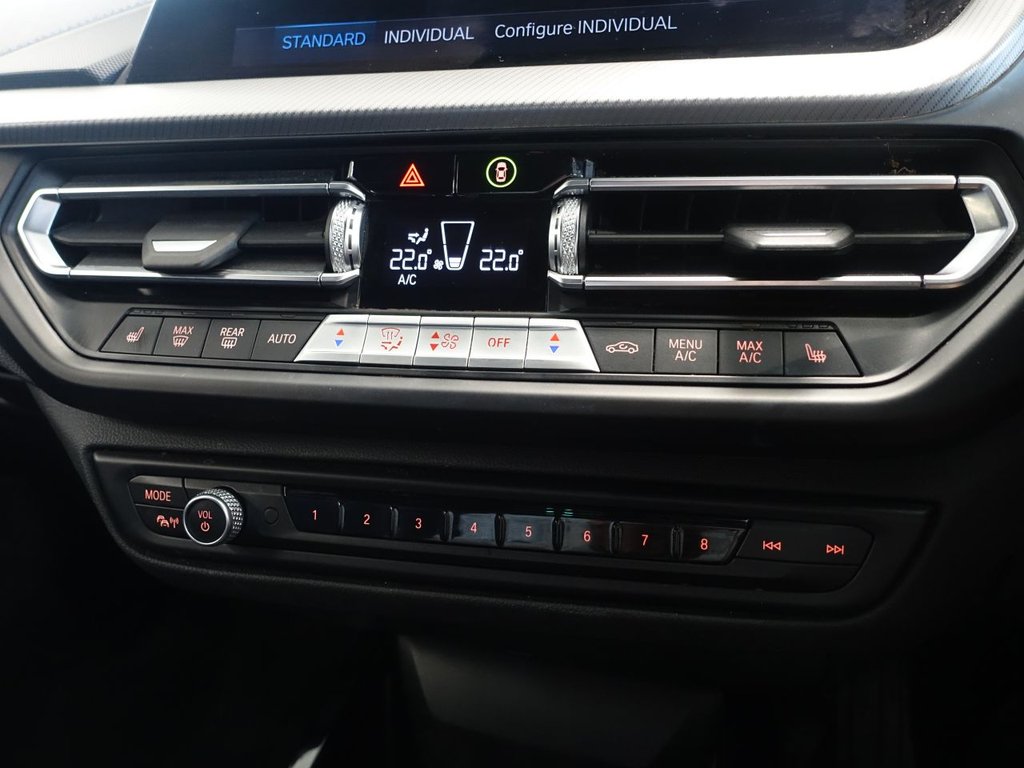 STANDARD INDIVIDUAL Configure INDIVIDUAL
22.0° 22.0°
A/C
MAX REAR AUTO OFF MENU A/C MAX A/C
MODE VOL 1 2 3 4 5 6 7 8